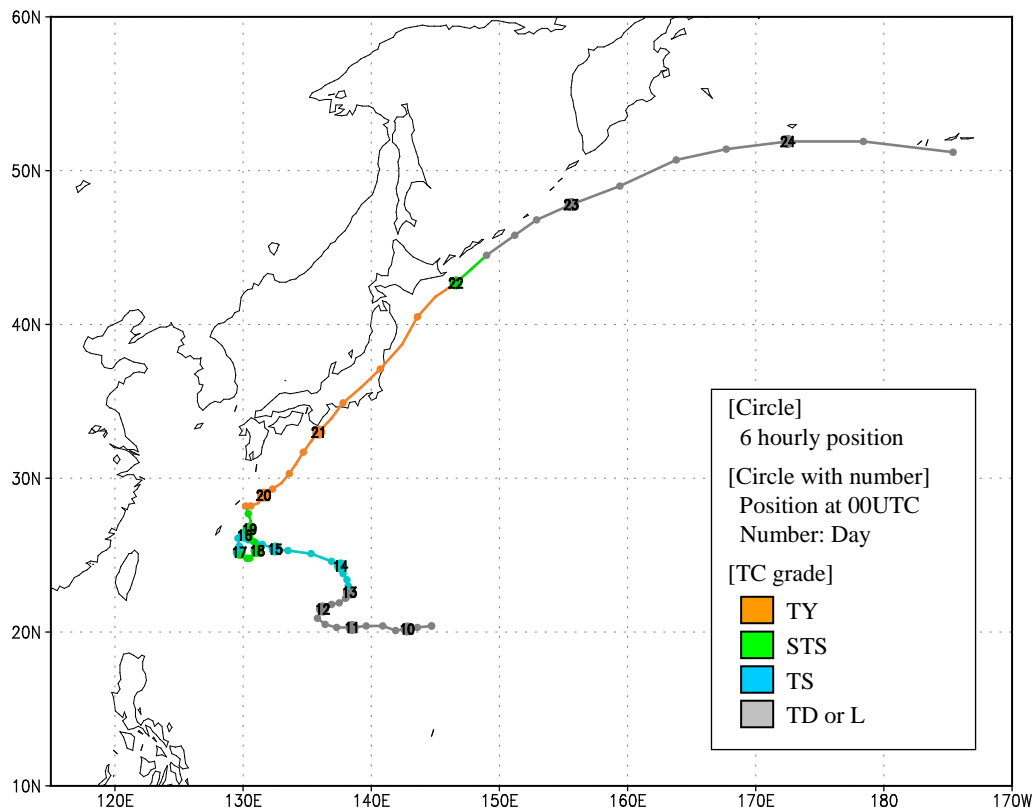 60N
50N
40N
30N
20N
10N
120E
130E
140E
150E
160E
170E
180
170W
24
23
22
21
20
19
16
17
18
15
14
13
12
11
10
[Circle]
6 hourly position
[Circle with number]
Position at 00UTC
Number: Day
[TC grade]
TY
STS
TS
TD or L